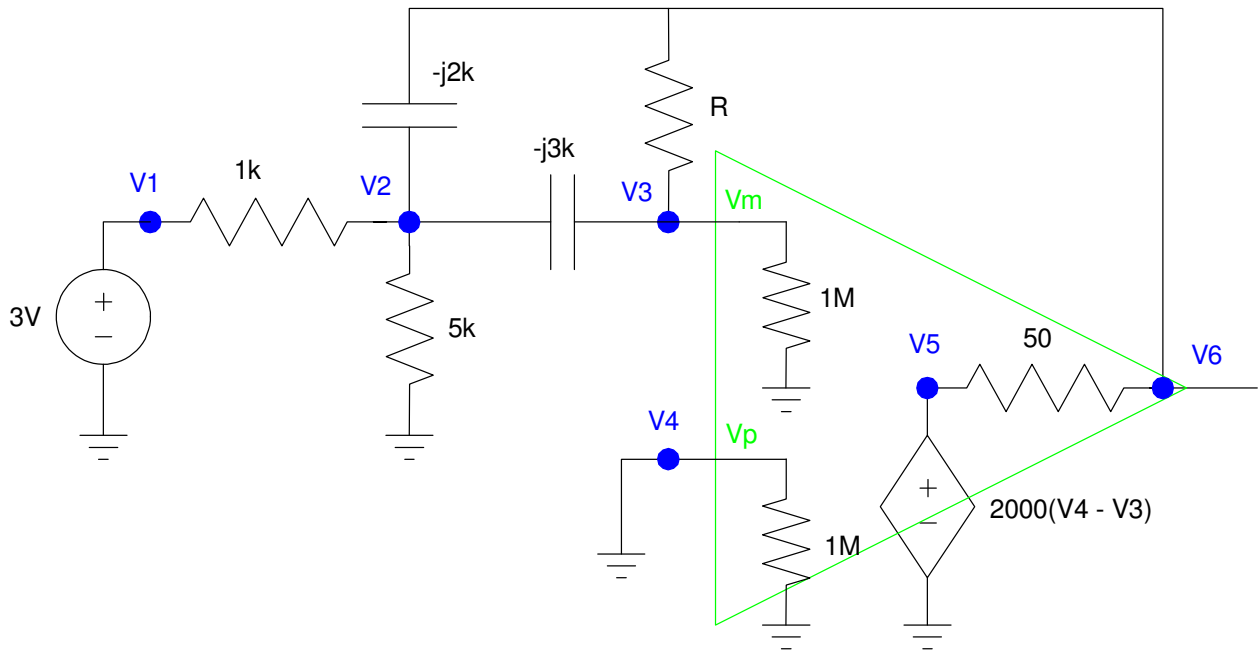 -j2k
R
-j3k
1k
V1
V2
V3
Vm
3V
+
−
5k
1M
50
V5
V6
V4
Vp
+
−
2000(V4 - V3)
1M